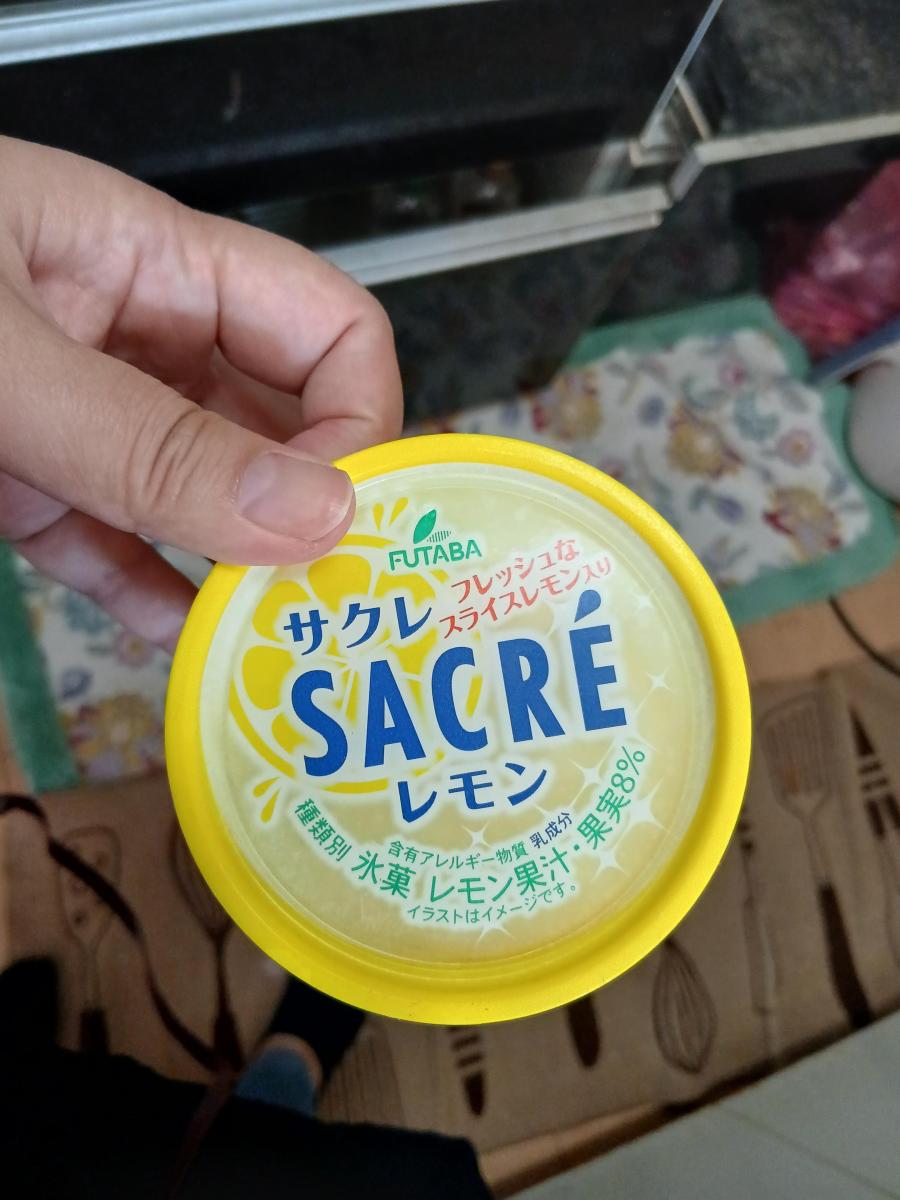 FUTABA
フレッシュな
スライスレモン入り
サクレ
SACRÉ
レモン
含有アレルギー物質 乳成分
種類別 氷菓 レモン果汁・果実8%
イラストはイメージです。